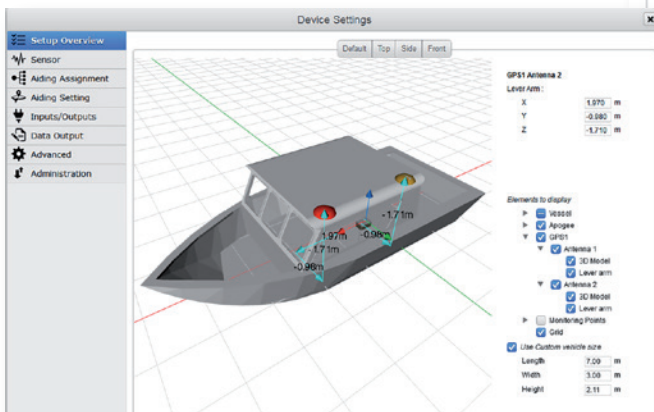 Device Settings
Setup Overview
Sensor
Aiding Assignment
Aiding Setting
Inputs/Outputs
Data Output
Advanced
Administration
Default Top Side Front
GPS1 Antenna 2
Lever Arm :
X 1.970 m
Y -0.980 m
Z -1.710 m
-1.71m
1.97m
-0.98m
-1.71m
-0.98m
Elements to display
Vessel
Apogee
GPS1
Antenna 1
3D Model
Lever arm
Antenna 2
3D Model
Lever arm
Monitoring Points
Grid
Use Custom vehicle size
Length 7.00 m
Width 3.00 m
Height 2.11 m